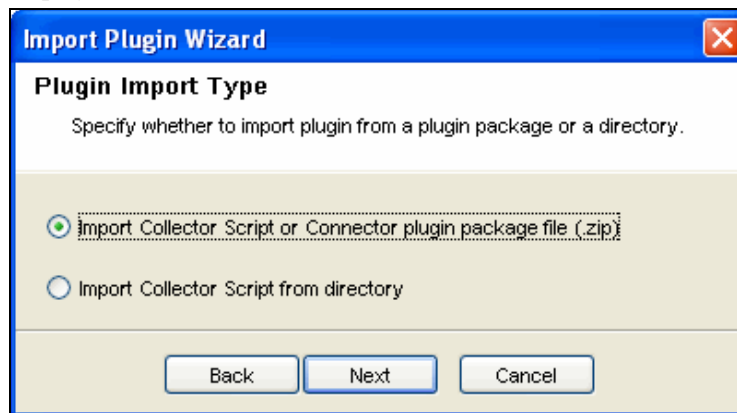 Import Plugin Wizard
Plugin Import Type
Specify whether to import plugin from a plugin package or a directory.
Import Collector Script or Connector plugin package file (.zip)
Import Collector Script from directory
Back Next Cancel